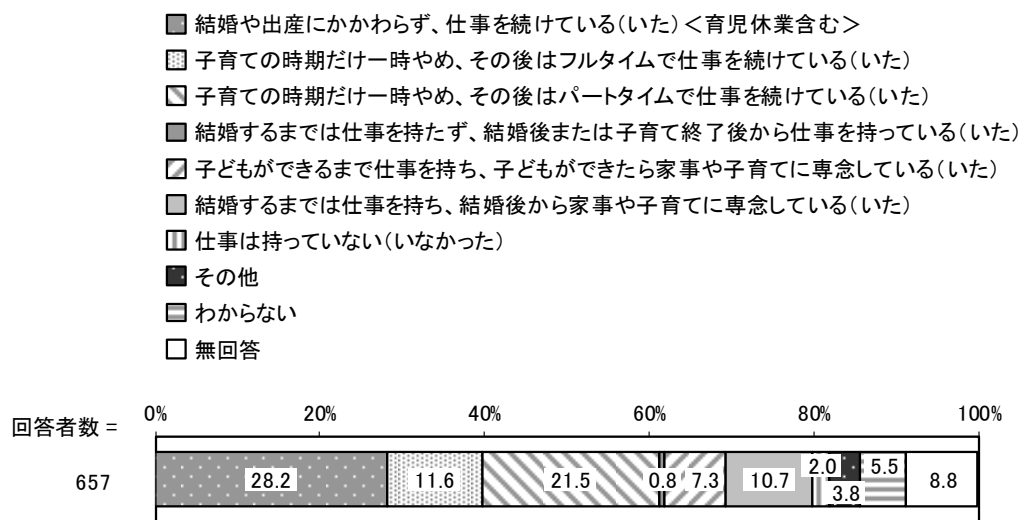 結婚や出産にかかわらず、仕事を続けている(いた)<育児休業含む>
子育ての時期だけ一時やめ、その後はフルタイムで仕事を続けている(いた)
子育ての時期だけ一時やめ、その後はパートタイムで仕事を続けている(いた)
結婚するまでは仕事を持たず、結婚後または子育て終了後から仕事を持っている(いた)
子どもができるまで仕事を持ち、子どもができたら家事や子育てに専念している(いた)
結婚するまでは仕事を持ち、結婚後から家事や子育てに専念している(いた)
仕事は持っていない(いなかった)
その他
わからない
無回答
回答者数 = 0% 20% 40% 60% 80% 100%
657 28.2 11.6 21.5 0.8 7.3 10.7 2.0 3.8 5.5 8.8